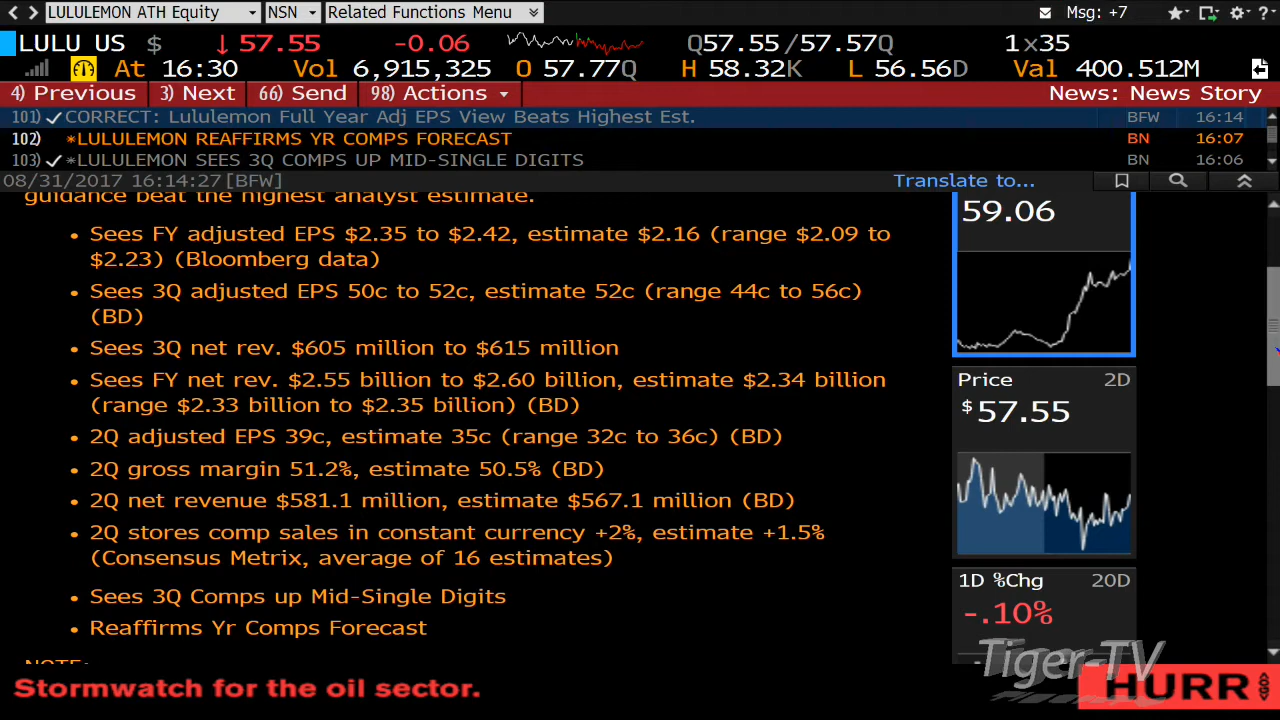 LULULEMON ATH Equity NSN Related Functions Menu Msg: +7
LULU US $ ↓57.55 -0.06 Q57.55/57.57Q 1x35
At 16:30 Vol 6,915,325 O 57.77Q H 58.32K L 56.56D Val 400.512M
4) Previous 3) Next 66) Send 98) Actions News: News Story
101) CORRECT: Lululemon Full Year Adj EPS View Beats Highest Est. BFW 16:14
102) *LULULEMON REAFFIRMS YR COMPS FORECAST BN 16:07
103) *LULULEMON SEES 3Q COMPS UP MID-SINGLE DIGITS BN 16:06
08/31/2017 16:14:27[BFW] Translate to...
guidance beat the highest analyst estimate.
• Sees FY adjusted EPS $2.35 to $2.42, estimate $2.16 (range $2.09 to
$2.23) (Bloomberg data)
• Sees 3Q adjusted EPS 50c to 52c, estimate 52c (range 44c to 56c)
(BD)
• Sees 3Q net rev. $605 million to $615 million
• Sees FY net rev. $2.55 billion to $2.60 billion, estimate $2.34 billion
(range $2.33 billion to $2.35 billion) (BD)
• 2Q adjusted EPS 39c, estimate 35c (range 32c to 36c) (BD)
• 2Q gross margin 51.2%, estimate 50.5% (BD)
• 2Q net revenue $581.1 million, estimate $567.1 million (BD)
• 2Q stores comp sales in constant currency +2%, estimate +1.5%
(Consensus Metrix, average of 16 estimates)
• Sees 3Q Comps up Mid-Single Digits
• Reaffirms Yr Comps Forecast
NOTE:
59.06
Price 2D
$57.55
1D %Chg 20D
-.10%
Tiger-TV
Stormwatch for the oil sector.
HURR